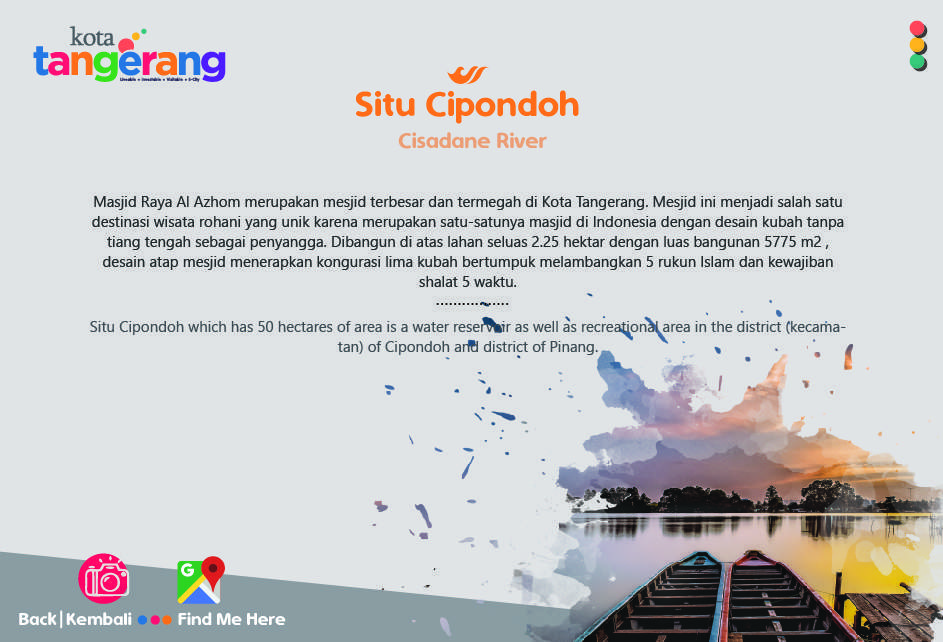 kota
tangerang
Liveable • Investable • Visitable • E-City
Situ Cipondoh
Cisadane River
Masjid Raya Al Azhom merupakan mesjid terbesar dan termegah di Kota Tangerang. Mesjid ini menjadi salah satu
destinasi wisata rohani yang unik karena merupakan satu-satunya masjid di Indonesia dengan desain kubah tanpa
tiang tengah sebagai penyangga. Dibangun di atas lahan seluas 2.25 hektar dengan luas bangunan 5775 m2 ,
desain atap mesjid menerapkan kongurasi lima kubah bertumpuk melambangkan 5 rukun Islam dan kewajiban
shalat 5 waktu.
.................
Situ Cipondoh which has 50 hectares of area is a water reservoir as well as recreational area in the district (kecama-
tan) of Cipondoh and district of Pinang.
G
Back|Kembali
Find Me Here